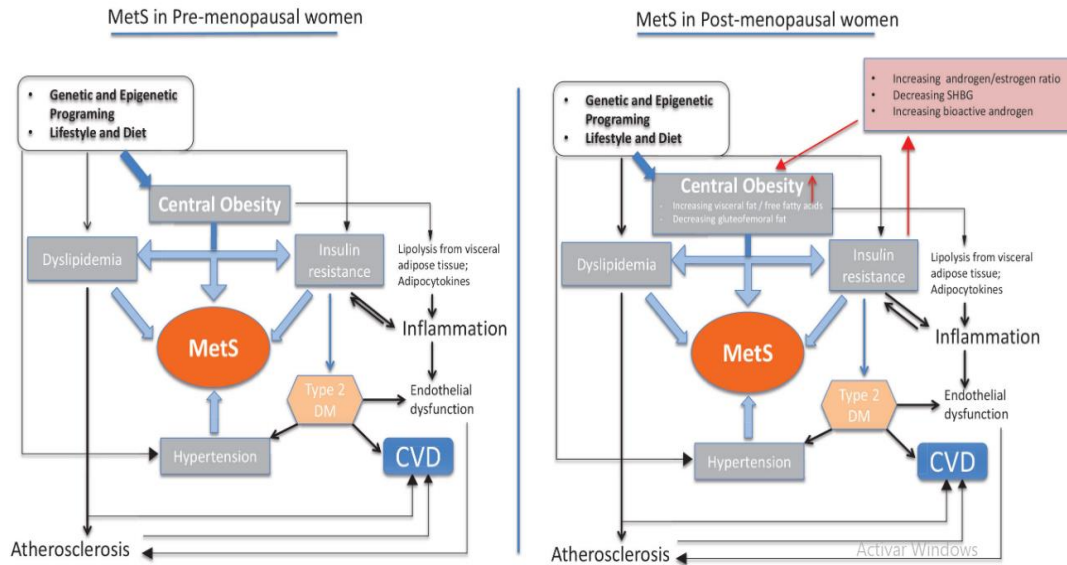 MetS in Pre-menopausal women
• Genetic and Epigenetic
Programing
• Lifestyle and Diet
Central Obesity
Dyslipidemia
Insulin
resistance
Lipolysis from visceral
adipose tissue;
Adipocytokines
Inflammation
MetS
Type 2
DM
Endothelial
dysfunction
Hypertension
CVD
Atherosclerosis
MetS in Post-menopausal women
• Increasing androgen/estrogen ratio
• Decreasing SHBG
• Increasing bioactive androgen
• Genetic and Epigenetic
Programing
• Lifestyle and Diet
Central Obesity
- Increasing visceral fat / free fatty acids
- Decreasing gluteofemoral fat
Dyslipidemia
Insulin
resistance
Lipolysis from visceral
adipose tissue;
Adipocytokines
Inflammation
MetS
Type 2
DM
Endothelial
dysfunction
Hypertension
CVD
Atherosclerosis
Activar Windows